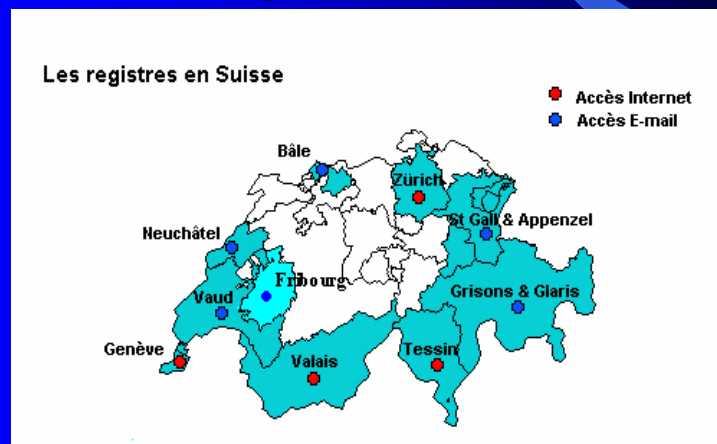 Les registres en Suisse
Accès Internet
Accès E-mail
Bâle
Zürich
St Gall & Appenzel
Neuchâtel
Fribourg
Vaud
Grisons & Glaris
Genève
Valais
Tessin